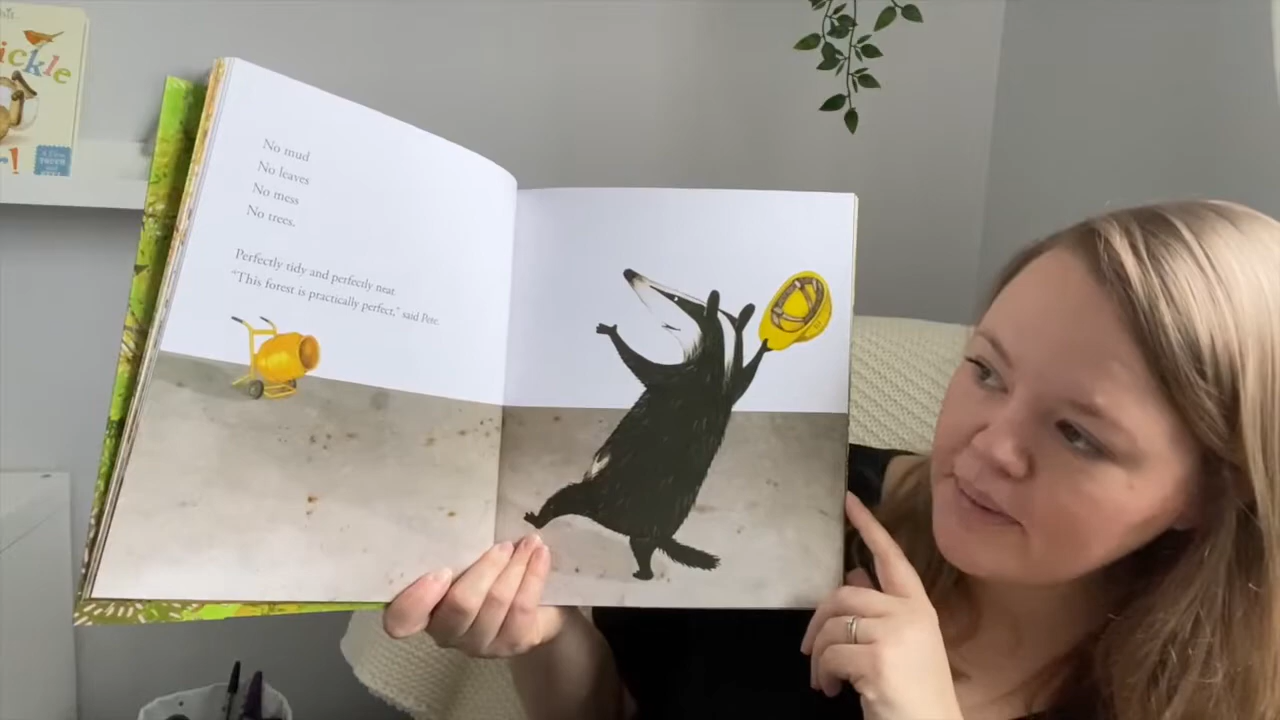 ickle
No mud
No leaves
No mess
No trees.
Perfectly tidy and perfectly neat
"This forest is practically perfect," said Pete.